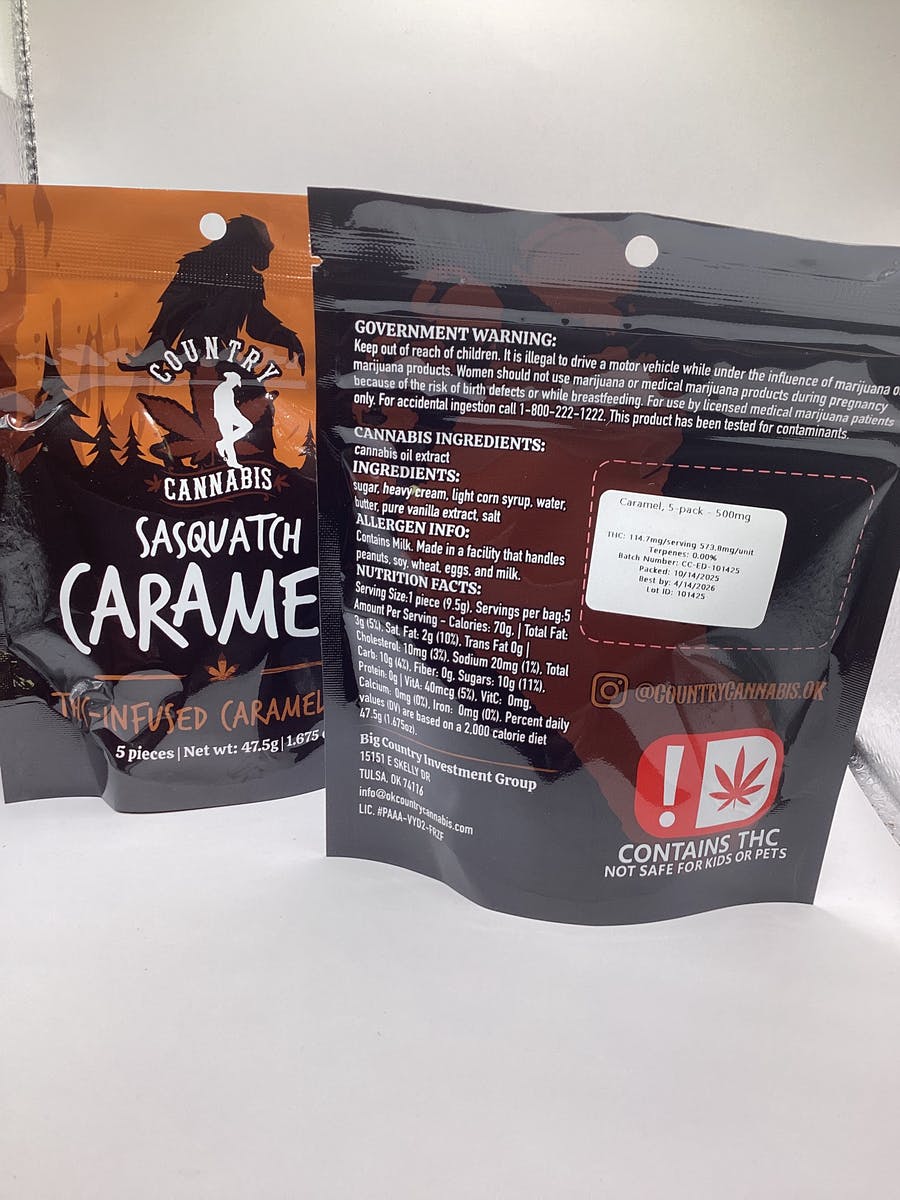 COUNTRY
CANNABIS
SASQUATCH
CARAME
THC-INFUSED CARAMEL
5 pieces | Net wt: 47.5g | 1.675
GOVERNMENT WARNING:
Keep out of reach of children. It is illegal to drive a motor vehicle while under the influence of marijuana o
marijuana products. Women should not use marijuana or medical marijuana products during pregnancy
because of the risk of birth defects or while breastfeeding. For use by licensed medical marijuana patients
only. For accidental ingestion call 1-800-222-1222. This product has been tested for contaminants.
CANNABIS INGREDIENTS:
cannabis oil extract
INGREDIENTS:
sugar, heavy cream, light corn syrup, water,
butter, pure vanilla extract, salt
ALLERGEN INFO:
Contains Milk. Made in a facility that handles
peanuts, soy, wheat, eggs, and milk.
NUTRITION FACTS:
Serving Size:1 piece (9.5g). Servings per bag:5
Amount Per Serving - Calories: 70g. | Total Fat:
3g (5%), Sat. Fat: 2g (10%), Trans Fat 0g |
Cholesterol: 10mg (3%), Sodium 20mg (1%), Total
Carb: 10g (4%), Fiber: 0g, Sugars: 10g (11%),
Protein: 0g | VitA: 40mcg (5%), VitC: 0mg,
Calcium: 0mg (0%), Iron: 0mg (0%). Percent daily
values (DV) are based on a 2,000 calorie diet
47.5g (1.675oz).
Big Country Investment Group
15151 E SKELLY DR
TULSA, OK 74116
info@okcountrycannabis.com
LIC. #PAAA-VYD2-FRZF
Caramel, 5-pack - 500mg
THC: 114.7mg/serving 573.8mg/unit
Terpenes: 0.00%
Batch Number: CC-ED-101425
Packed: 10/14/2025
Best by: 4/14/2026
Lot ID: 101425
@COUNTRYCANNABIS.OK
!
CONTAINS THC
NOT SAFE FOR KIDS OR PETS